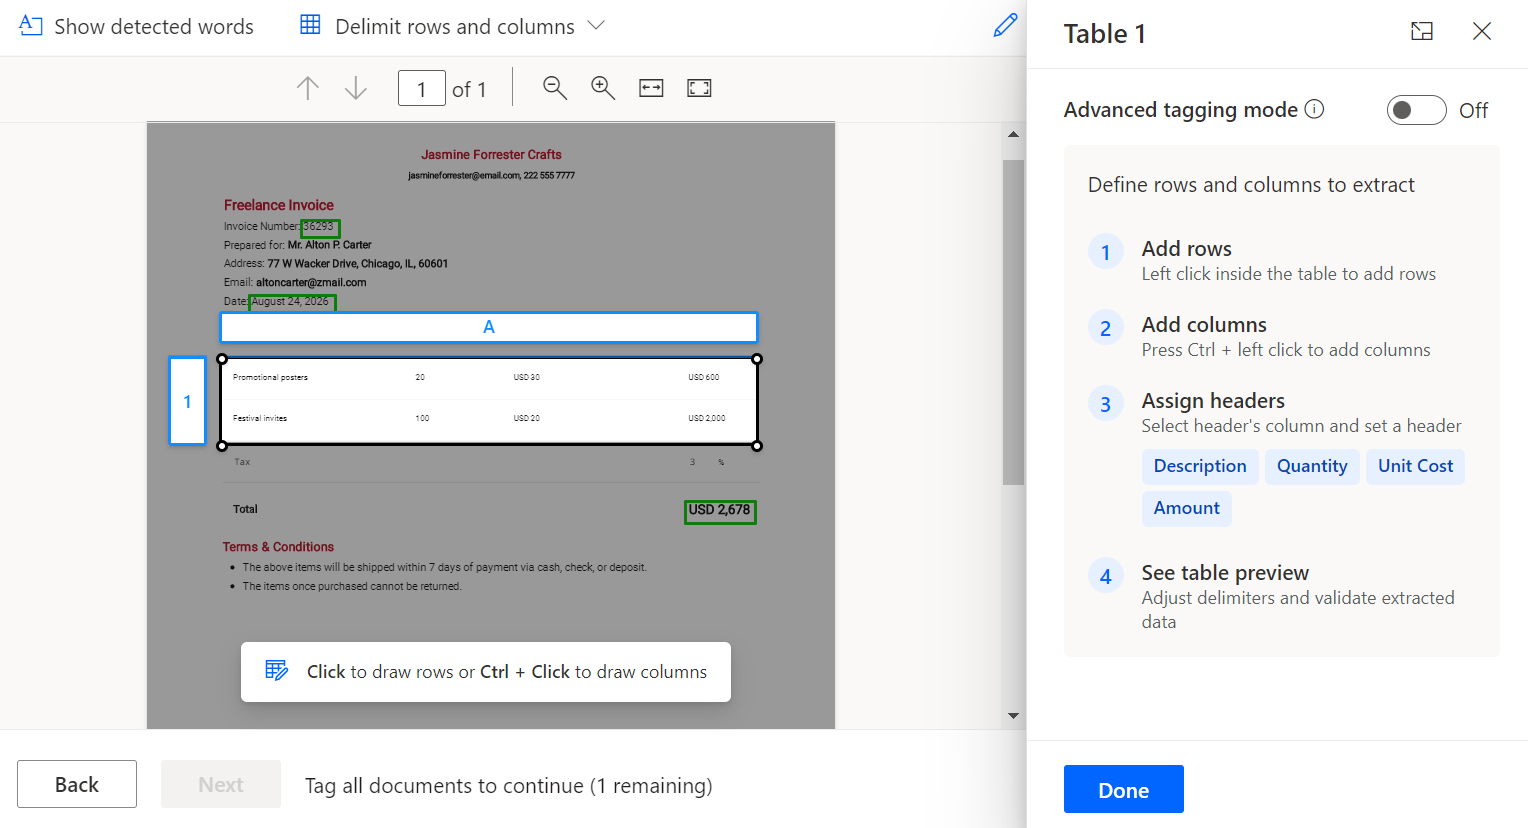 Show detected words
Delimit rows and columns
1 of 1
Jasmine Forrester Crafts
jasmineforrester@email.com, 222 555 7777
Freelance Invoice
Invoice Number: 36293
Prepared for: Mr. Alton P. Carter
Address: 77 W Wacker Drive, Chicago, IL, 60601
Email: altoncarter@zmail.com
Date: August 24, 2026
A
1
Promotional posters 20 USD 30 USD 600
Festival invites 100 USD 20 USD 2,000
Tax 3 %
Total USD 2,678
Terms & Conditions
• The above items will be shipped within 7 days of payment via cash, check, or deposit.
• The items once purchased cannot be returned.
Click to draw rows or Ctrl + Click to draw columns
Back
Next
Tag all documents to continue (1 remaining)
Table 1
Advanced tagging mode
Off
Define rows and columns to extract
1 Add rows
Left click inside the table to add rows
2 Add columns
Press Ctrl + left click to add columns
3 Assign headers
Select header's column and set a header
Description Quantity Unit Cost
Amount
4 See table preview
Adjust delimiters and validate extracted
data
Done